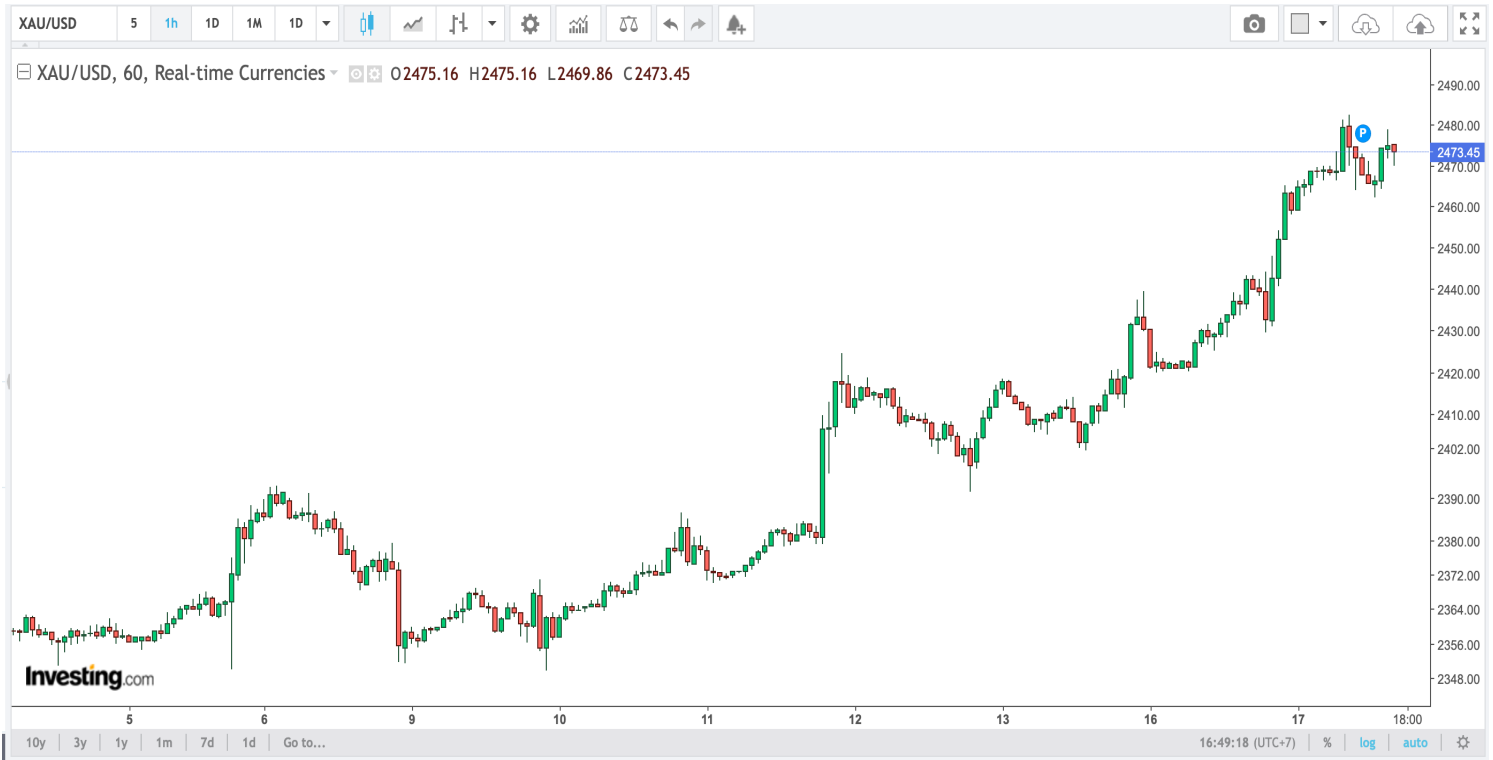 XAU/USD 5 1h 1D 1M 1D
XAU/USD, 60, Real-time Currencies O2475.16 H2475.16 L2469.86 C2473.45
2490.00
2480.00
P
2473.45
2470.00
2460.00
2450.00
2440.00
2430.00
2420.00
2410.00
2402.00
2390.00
2380.00
2372.00
2364.00
2356.00
2348.00
Investing.com
5 6 9 10 11 12 13 16 17 18:00
10y 3y 1y 1m 7d 1d Go to... 16:49:18 (UTC+7) % log auto